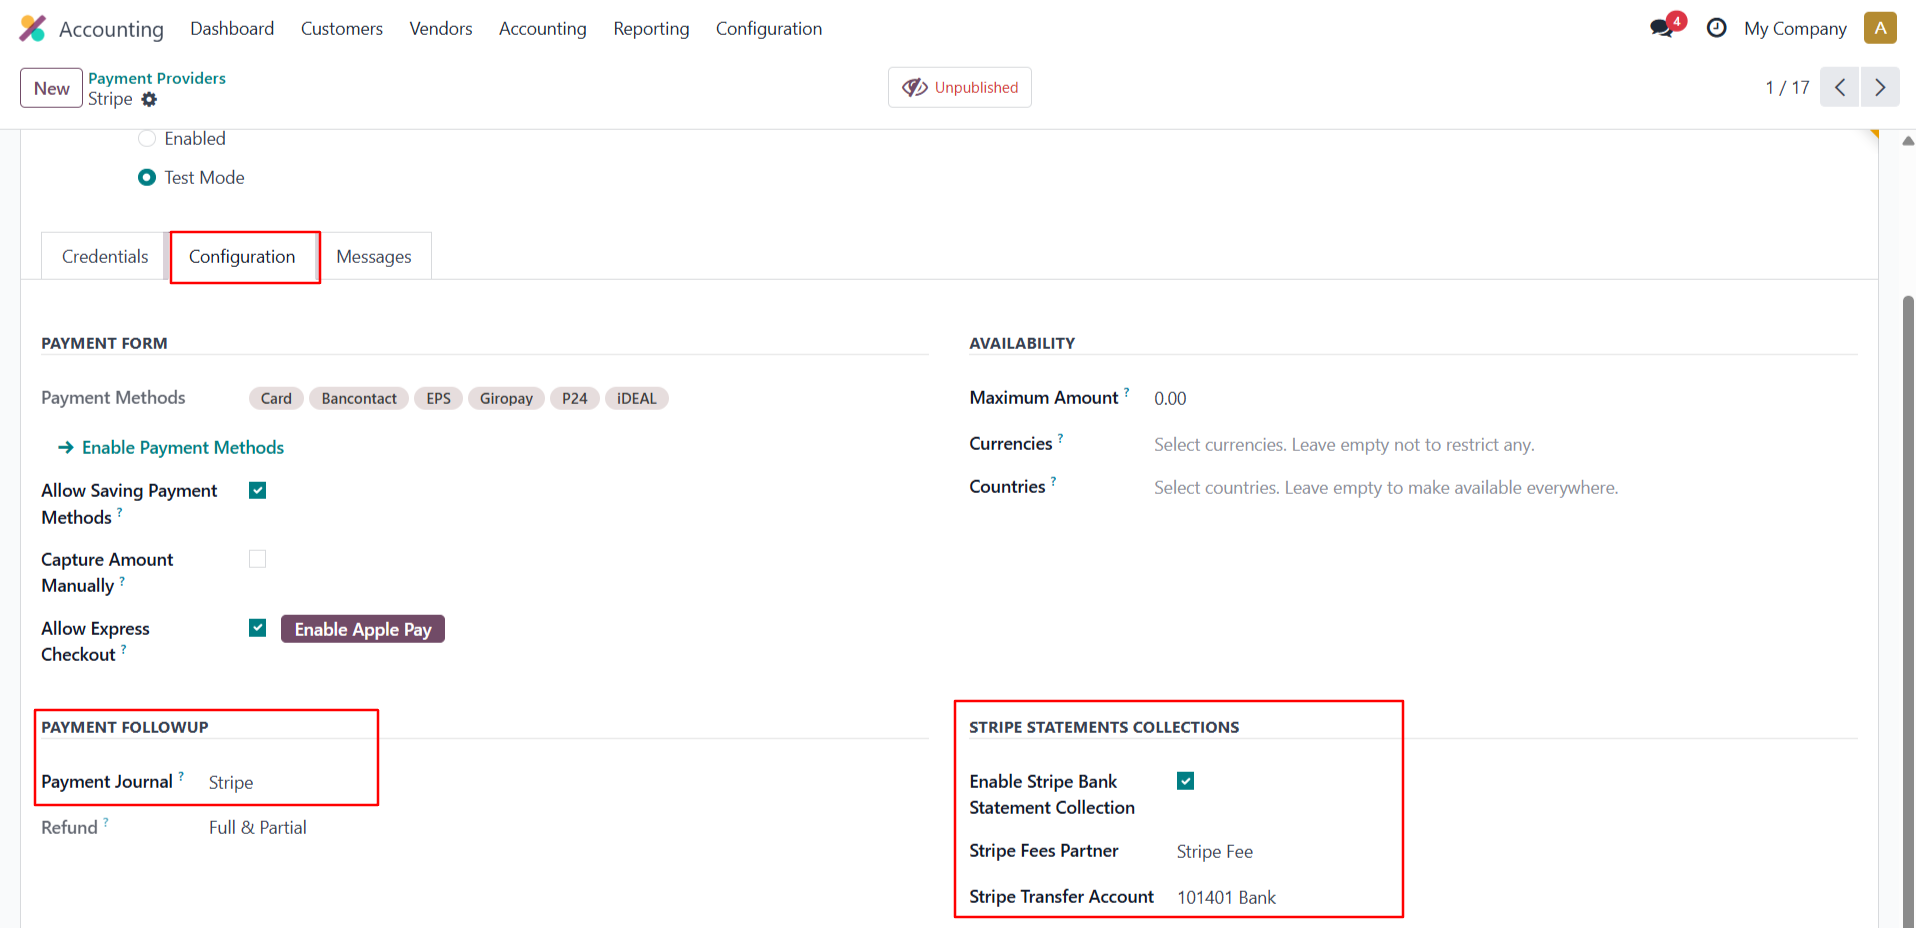 Accounting Dashboard Customers Vendors Accounting Reporting Configuration 4 My Company A
New Payment Providers
Stripe
Unpublished
1 / 17
Enabled
Test Mode
Credentials Configuration Messages
PAYMENT FORM
Payment Methods Card Bancontact EPS Giropay P24 iDEAL
→ Enable Payment Methods
Allow Saving Payment
Methods ?
Capture Amount
Manually ?
Allow Express
Checkout ?
Enable Apple Pay
AVAILABILITY
Maximum Amount ? 0.00
Currencies ? Select currencies. Leave empty not to restrict any.
Countries ? Select countries. Leave empty to make available everywhere.
PAYMENT FOLLOWUP
Payment Journal ? Stripe
Refund ? Full & Partial
STRIPE STATEMENTS COLLECTIONS
Enable Stripe Bank
Statement Collection
Stripe Fees Partner Stripe Fee
Stripe Transfer Account 101401 Bank